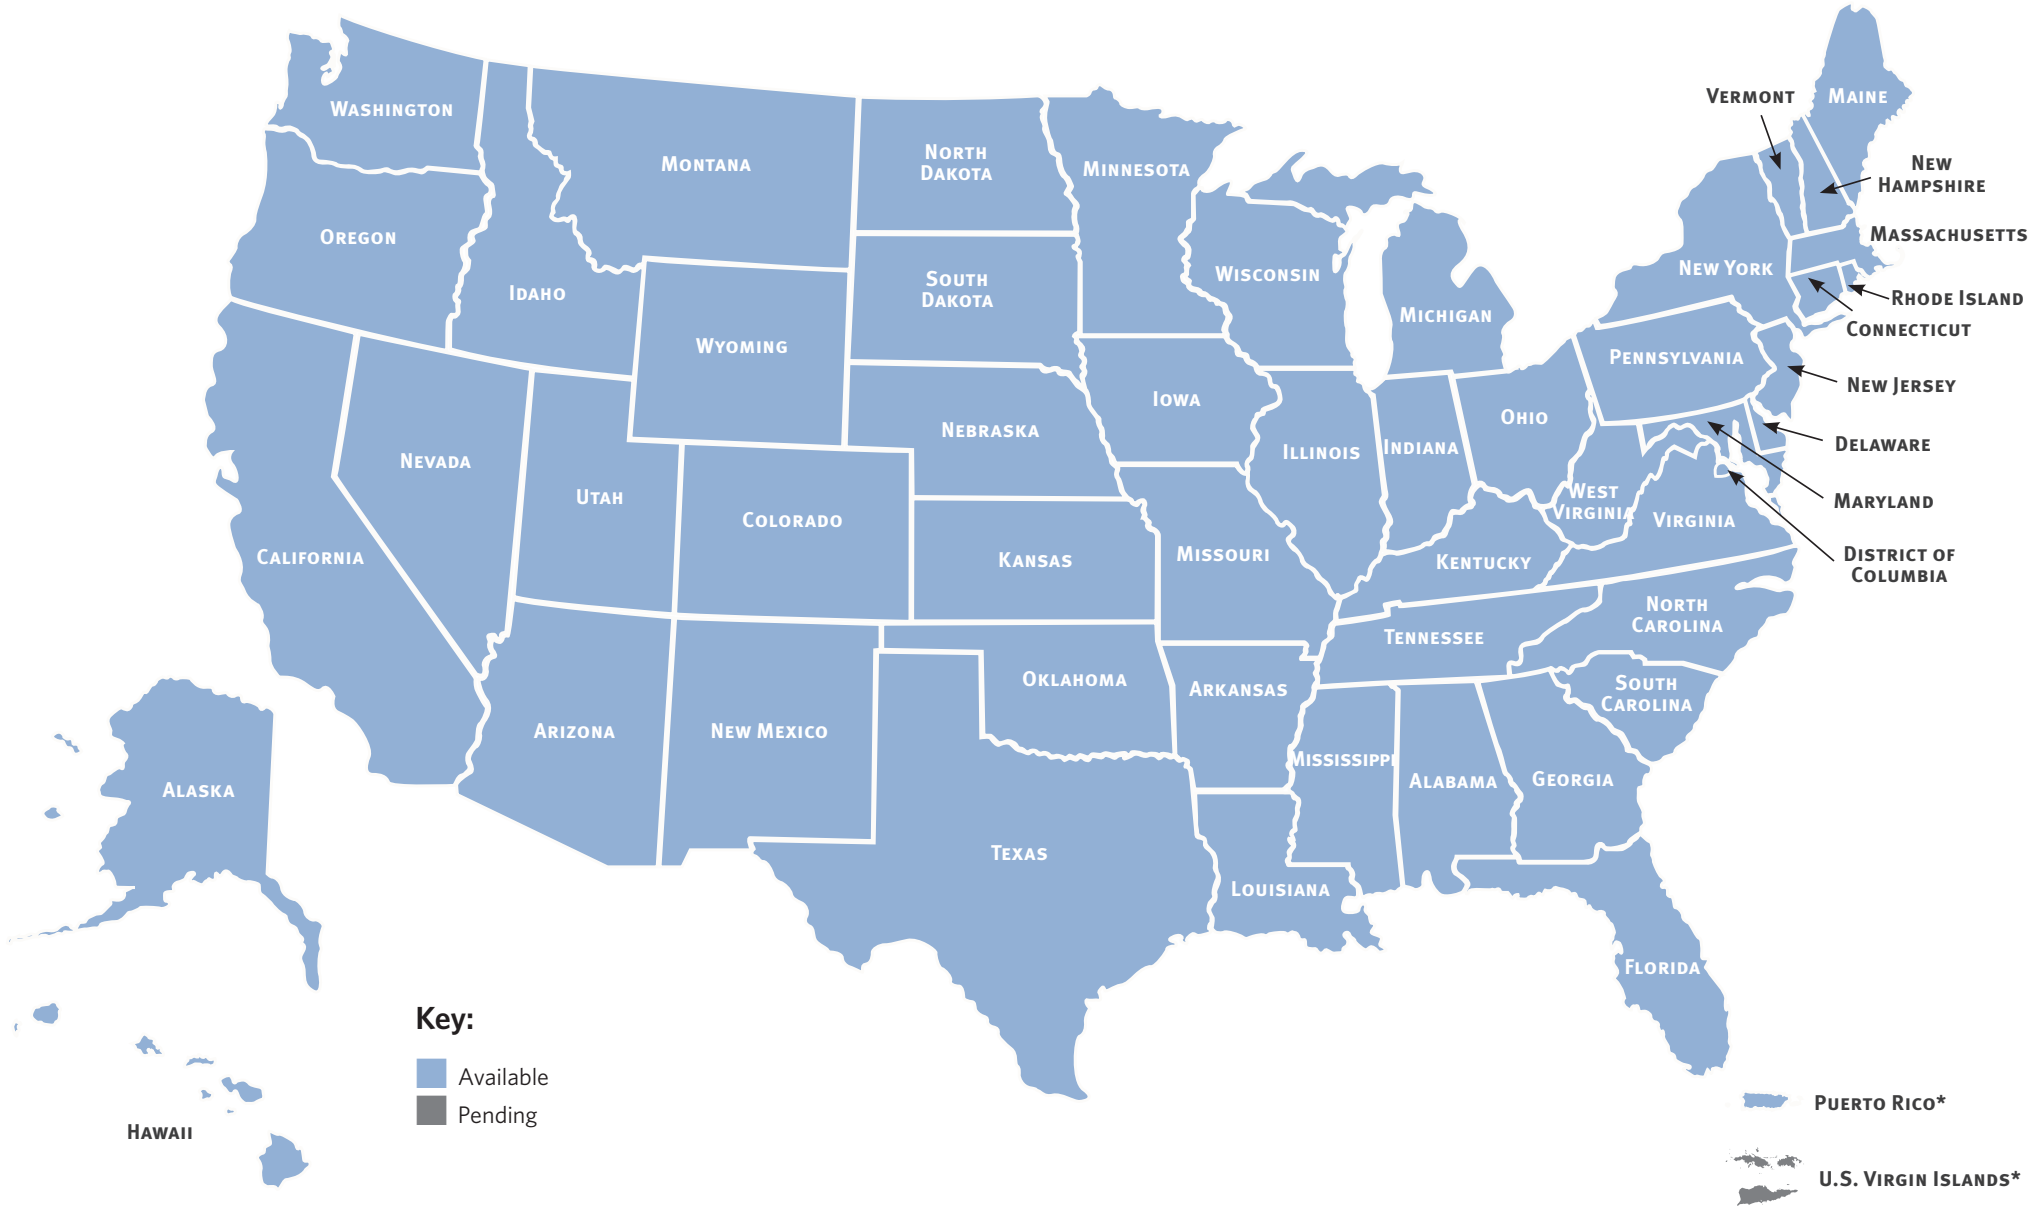 WASHINGTON
OREGON
CALIFORNIA
NEVADA
IDAHO
MONTANA
WYOMING
UTAH
COLORADO
ARIZONA
NEW MEXICO
NORTH
DAKOTA
SOUTH
DAKOTA
NEBRASKA
KANSAS
OKLAHOMA
TEXAS
MINNESOTA
IOWA
MISSOURI
ARKANSAS
LOUISIANA
WISCONSIN
ILLINOIS
MICHIGAN
INDIANA
OHIO
KENTUCKY
TENNESSEE
MISSISSIPPI
ALABAMA
GEORGIA
FLORIDA
SOUTH
CAROLINA
NORTH
CAROLINA
VIRGINIA
WEST
VIRGINIA
PENNSYLVANIA
NEW YORK
VERMONT
MAINE
NEW
HAMPSHIRE
MASSACHUSETTS
RHODE ISLAND
CONNECTICUT
NEW JERSEY
DELAWARE
MARYLAND
DISTRICT OF
COLUMBIA
ALASKA
HAWAII
Key:
Available
Pending
PUERTO RICO*
U.S. VIRGIN ISLANDS*